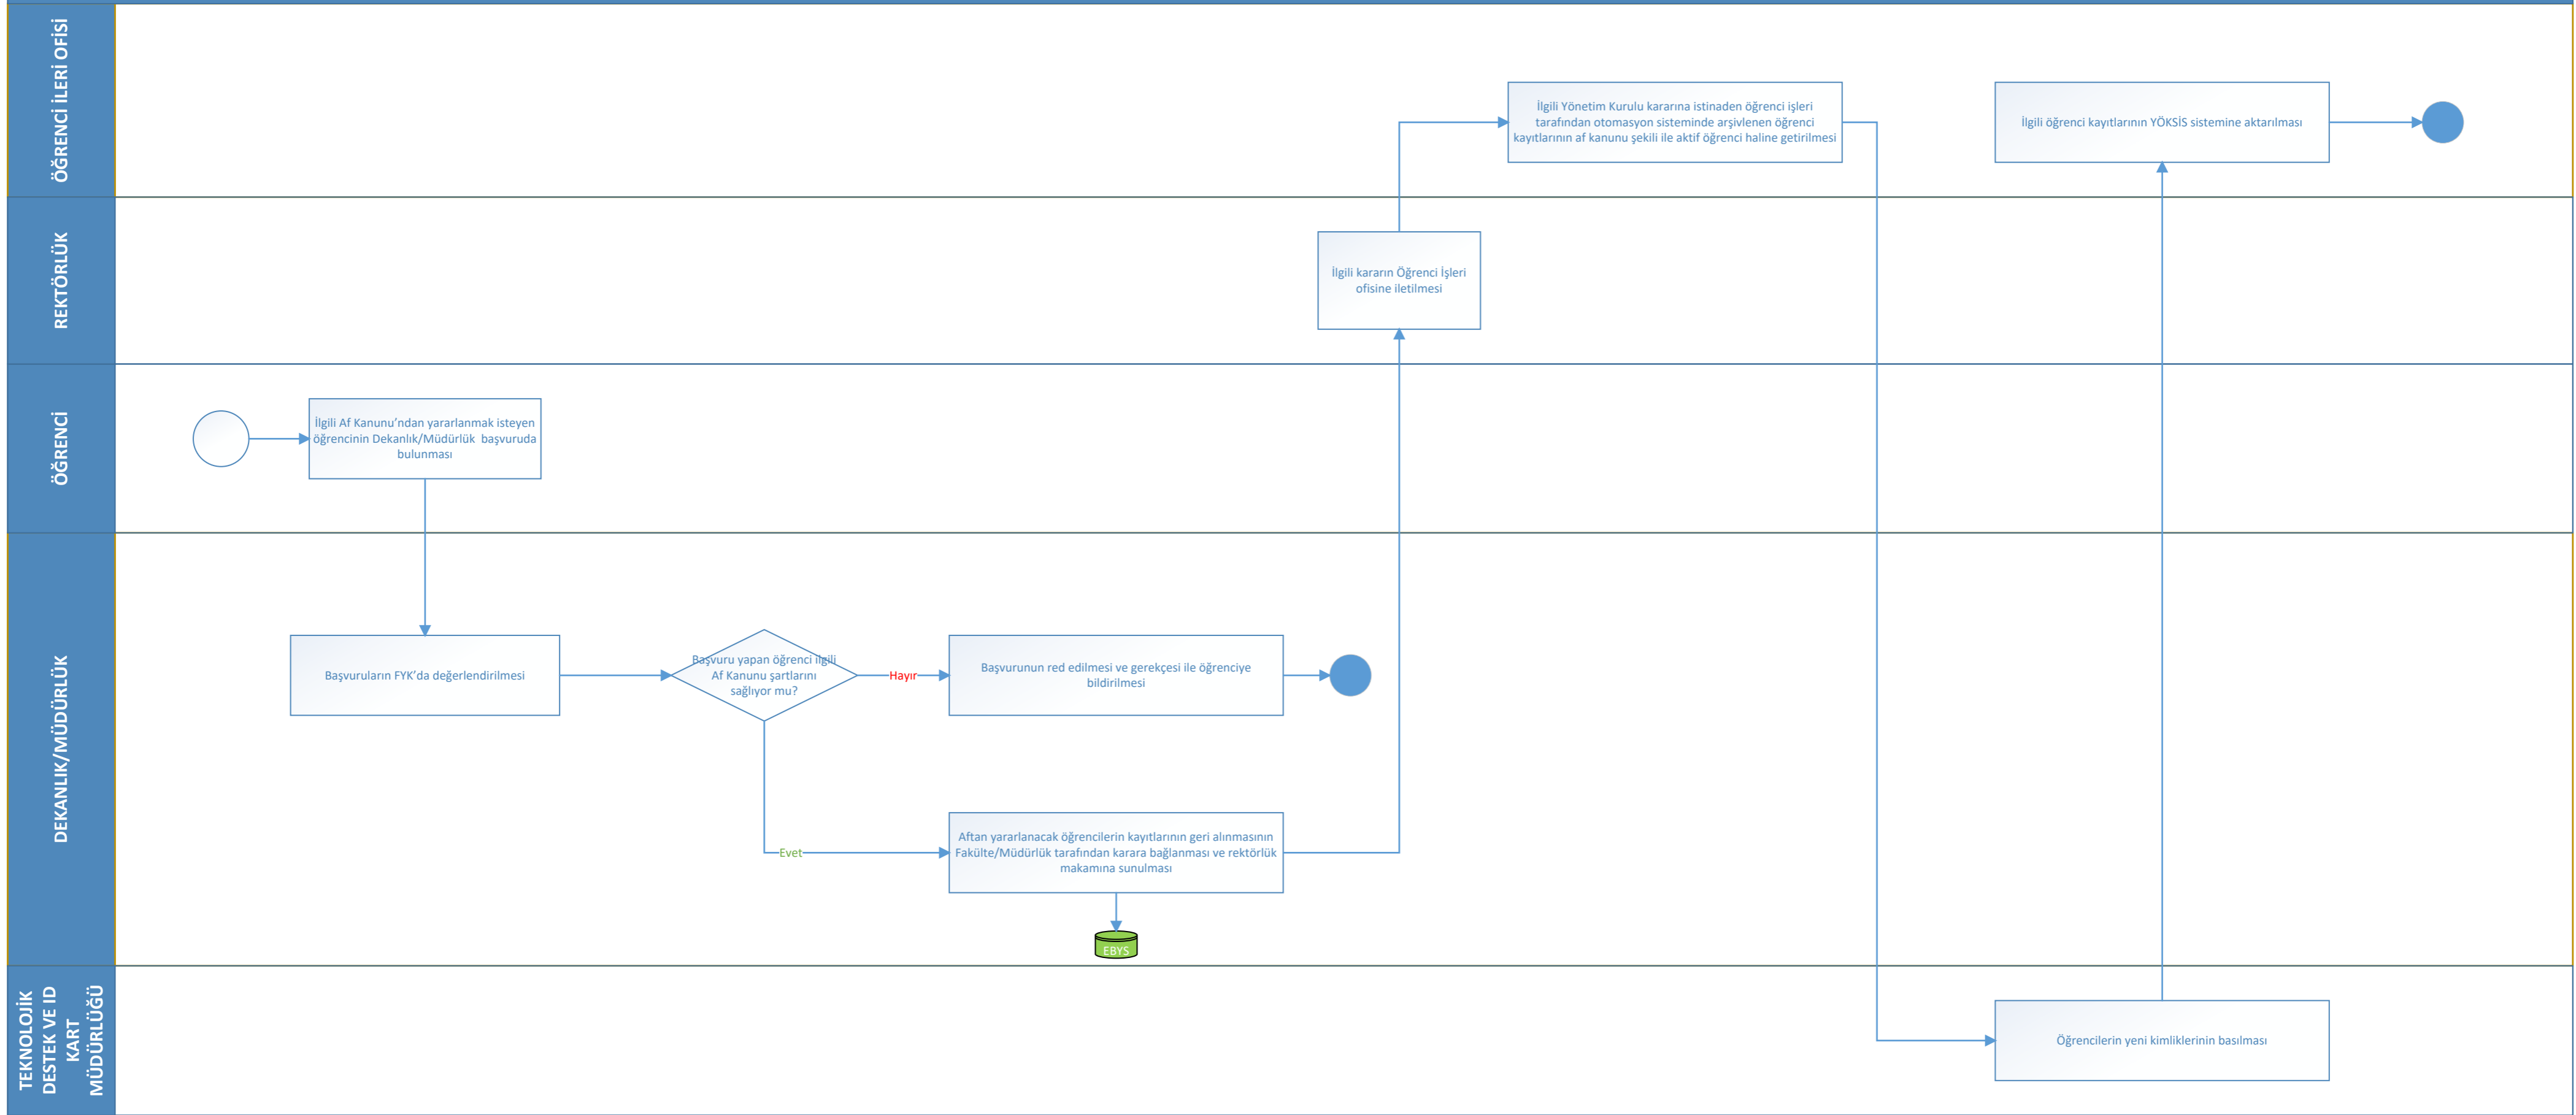 ÖĞRENCİ İLERİ OFİSİ
İlgili Yönetim Kurulu kararına istinaden öğrenci işleri
tarafından otomasyon sisteminde arşivlenen öğrenci
kayıtlarının af kanunu şekili ile aktif öğrenci haline getirilmesi
İlgili öğrenci kayıtlarının YÖKSİS sistemine aktarılması
REKTÖRLÜK
İlgili kararın Öğrenci İşleri
ofisine iletilmesi
ÖĞRENCİ
İlgili Af Kanunu’ndan yararlanmak isteyen
öğrencinin Dekanlık/Müdürlük  başvuruda
bulunması
DEKANLIK/MÜDÜRLÜK
Başvuruların FYK’da değerlendirilmesi
Başvuru yapan öğrenci ilgili
Af Kanunu şartlarını
sağlıyor mu?
Hayır
Başvurunun red edilmesi ve gerekçesi ile öğrenciye
bildirilmesi
Evet
Aftan yararlanacak öğrencilerin kayıtlarının geri alınmasının
Fakülte/Müdürlük tarafından karara bağlanması ve rektörlük
makamına sunulması
EBYS
TEKNOLOJİK
DESTEK VE ID
KART
MÜDÜRLÜĞÜ
Öğrencilerin yeni kimliklerinin basılması